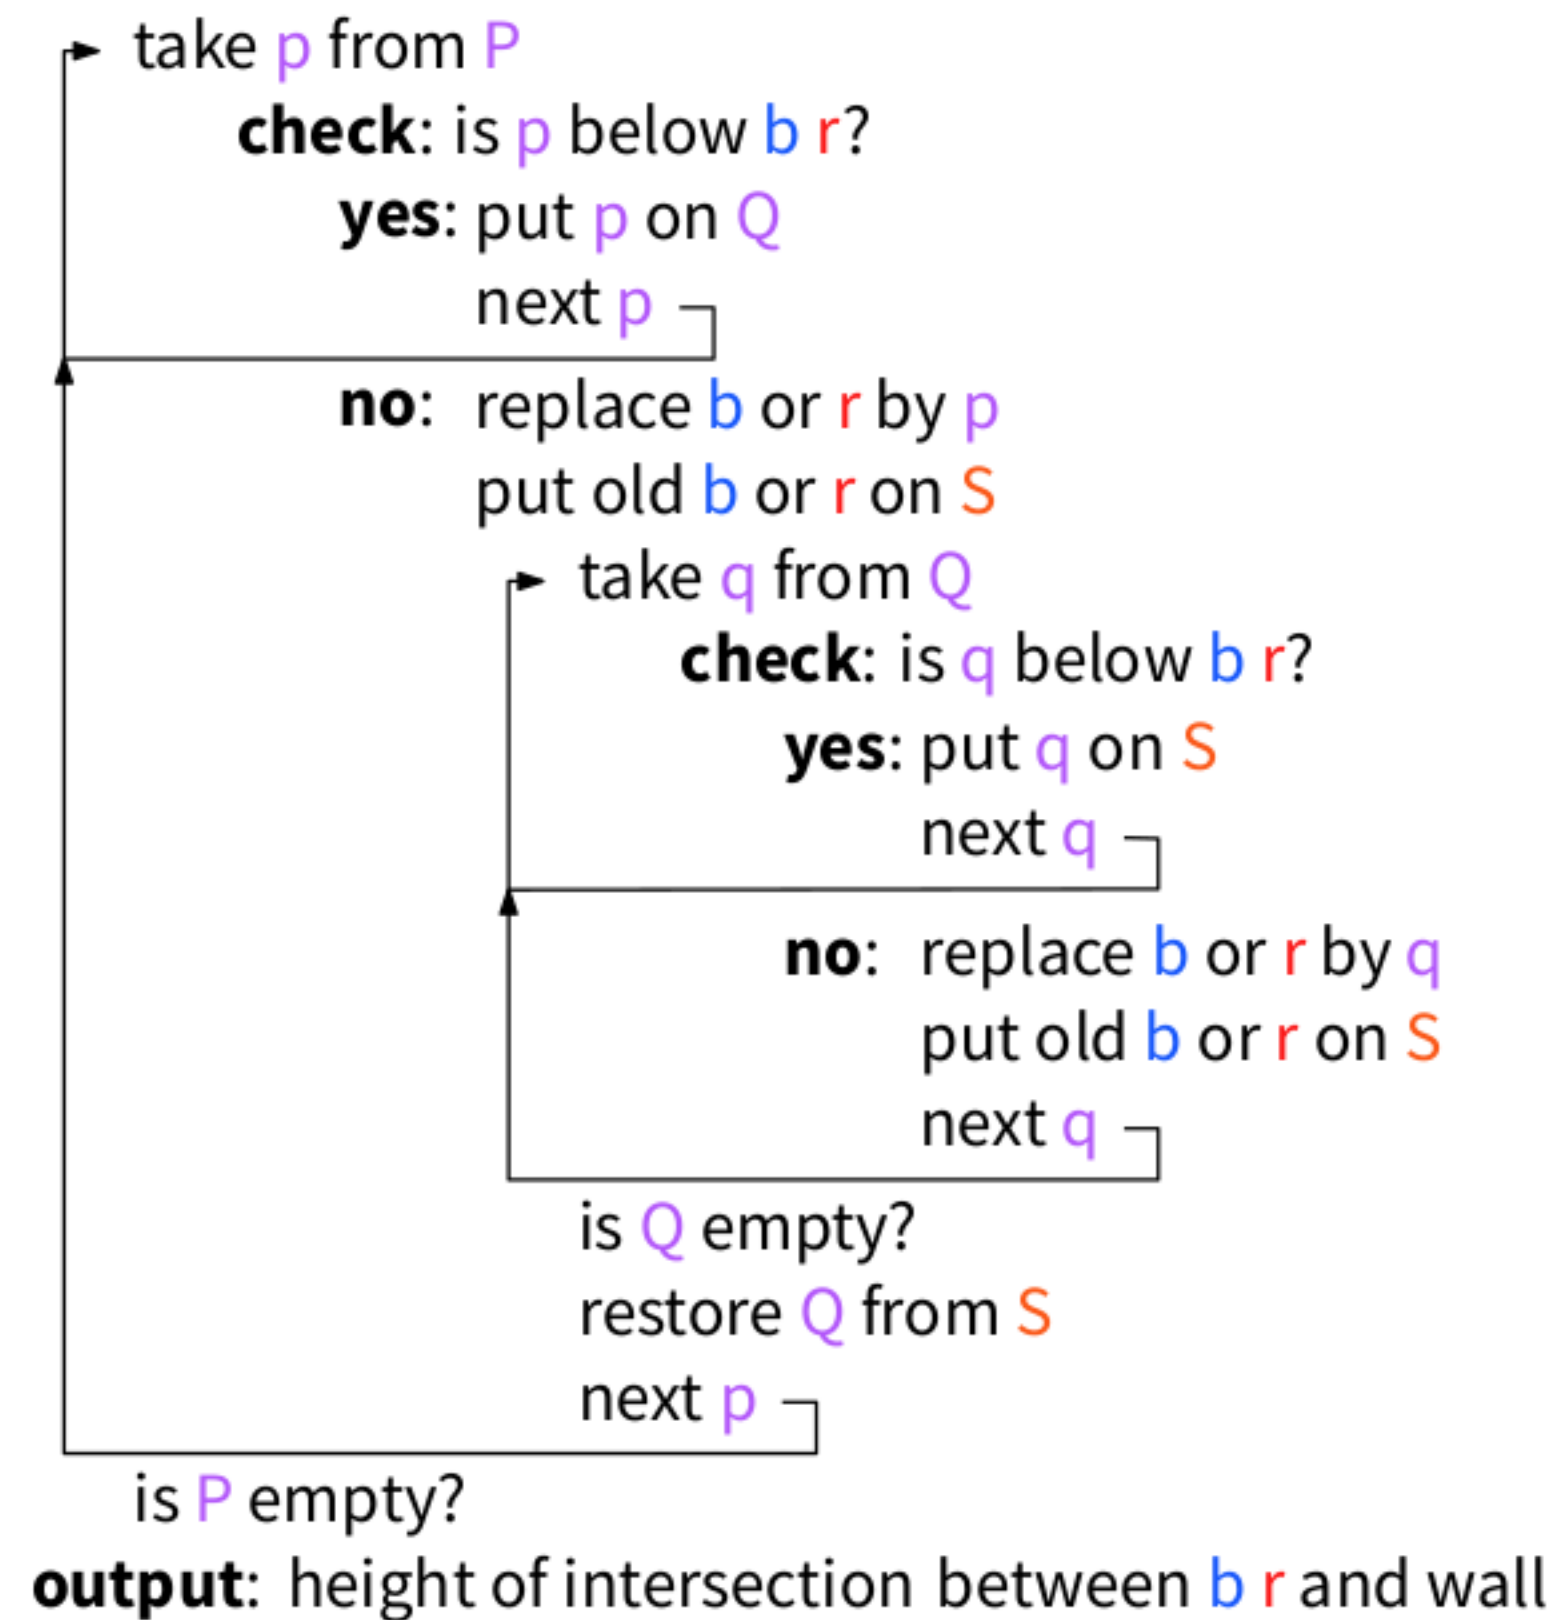 take p from P
check: is p below b r?
yes: put p on Q
next p
no: replace b or r by p
put old b or r on S
take q from Q
check: is q below b r?
yes: put q on S
next q
no: replace b or r by q
put old b or r on S
next q
is Q empty?
restore Q from S
next p
is P empty?
output: height of intersection between b r and wall